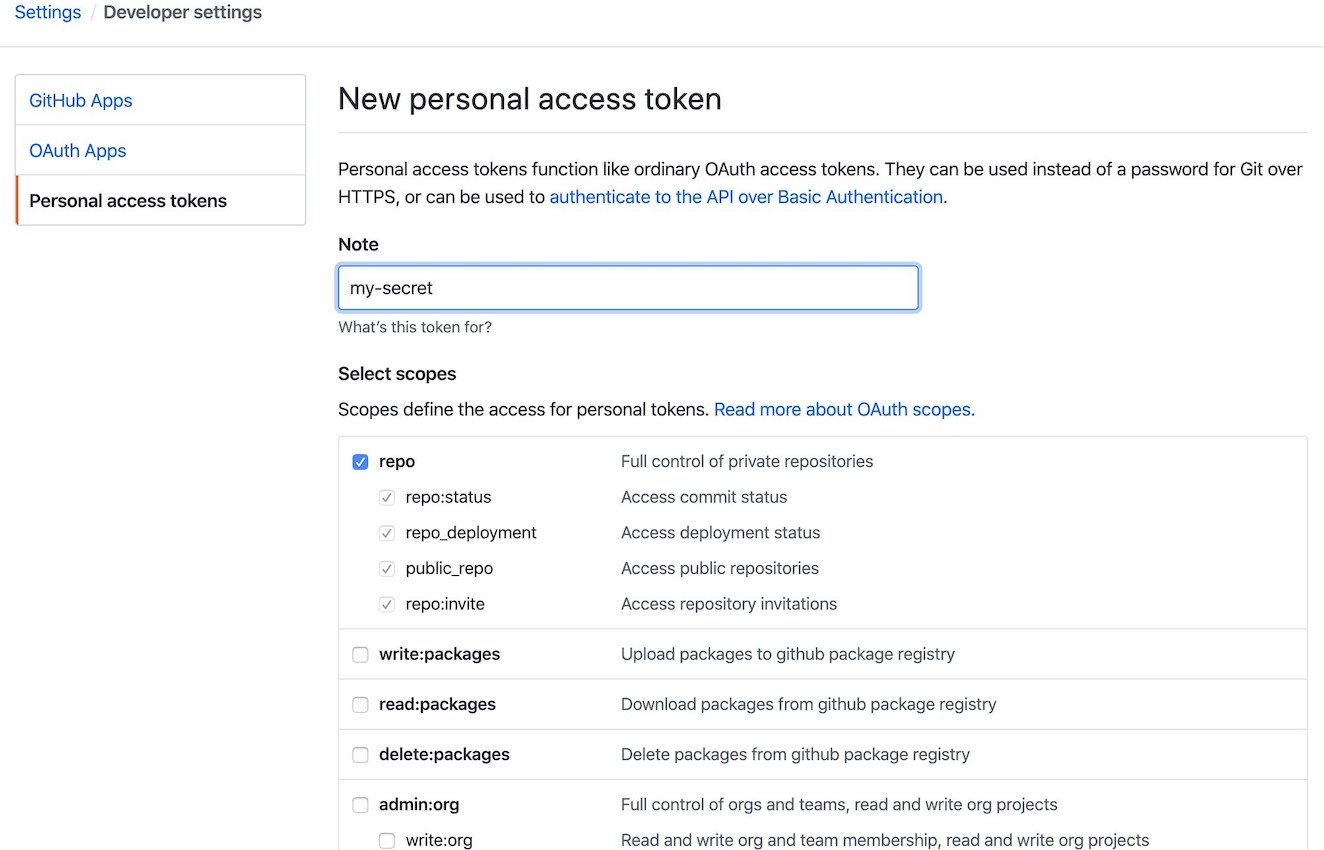 Settings / Developer settings
GitHub Apps
OAuth Apps
Personal access tokens
New personal access token
Personal access tokens function like ordinary OAuth access tokens. They can be used instead of a password for Git over
HTTPS, or can be used to authenticate to the API over Basic Authentication.
Note
my-secret
What's this token for?
Select scopes
Scopes define the access for personal tokens. Read more about OAuth scopes.
repo Full control of private repositories
repo:status Access commit status
repo_deployment Access deployment status
public_repo Access public repositories
repo:invite Access repository invitations
write:packages Upload packages to github package registry
read:packages Download packages from github package registry
delete:packages Delete packages from github package registry
admin:org Full control of orgs and teams, read and write org projects
write:org Read and write org and team membership, read and write org projects